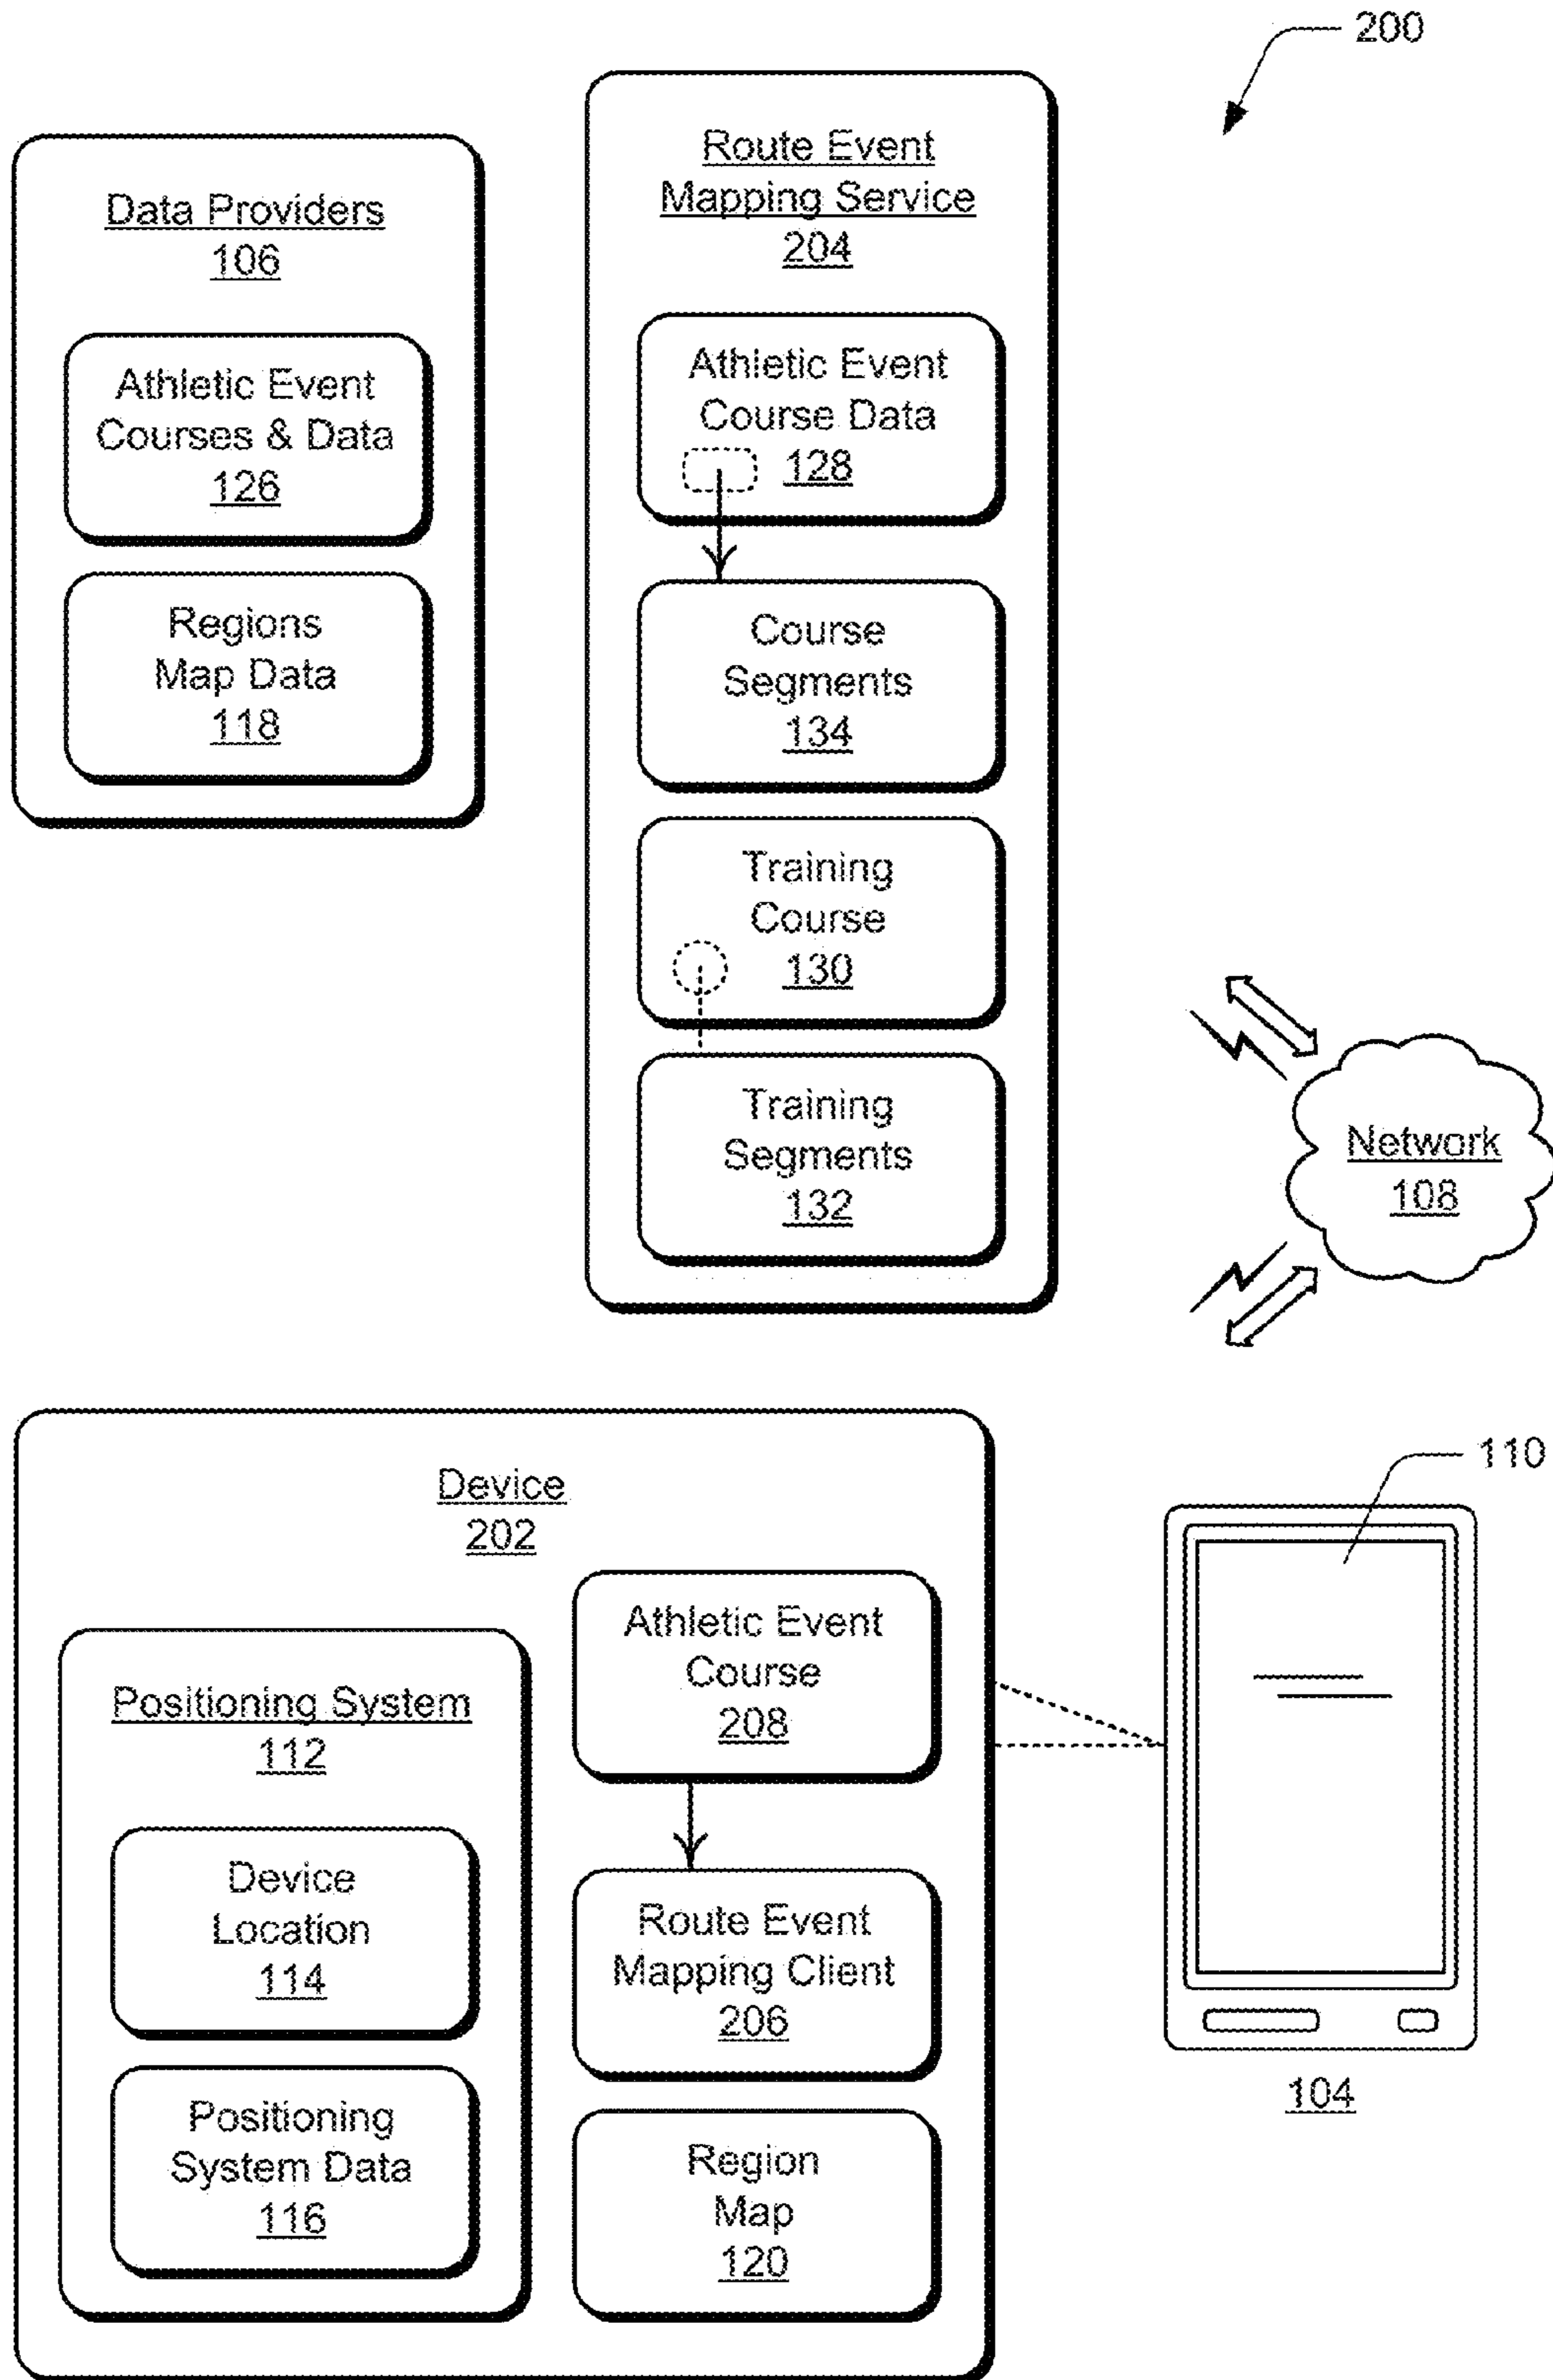 200
Data Providers
106
Athletic Event
Courses & Data
126
Regions
Map Data
118
Route Event
Mapping Service
204
Athletic Event
Course Data
128
Course
Segments
134
Training
Course
130
Training
Segments
132
Network
108
Device
202
Positioning System
112
Device
Location
114
Positioning
System Data
116
Athletic Event
Course
208
Route Event
Mapping Client
206
Region
Map
120
110
104